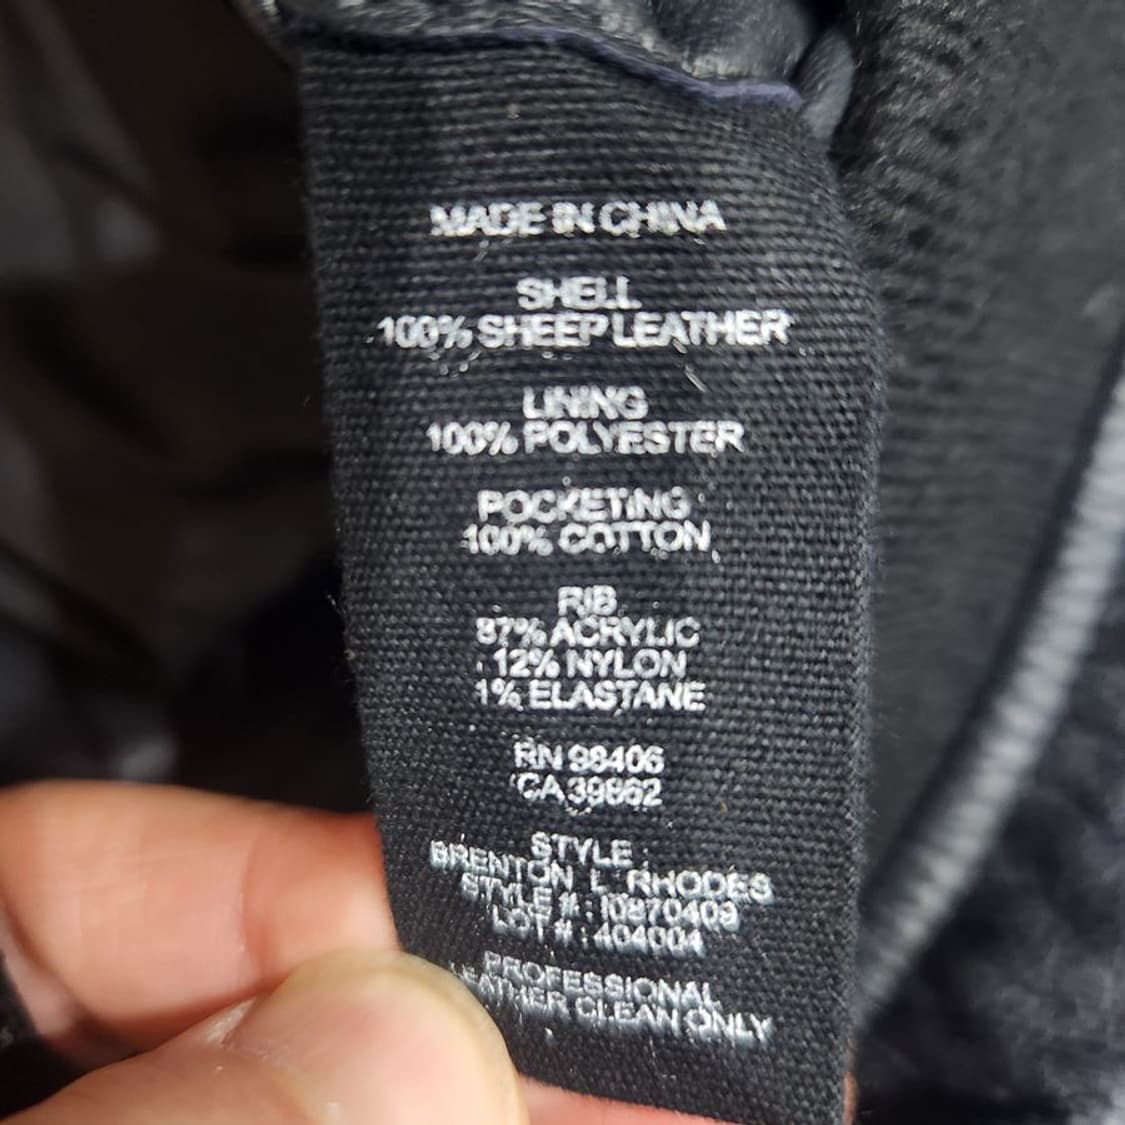 MADE IN CHINA
SHELL
100% SHEEP LEATHER
LINING
100% POLYESTER
POCKETING
100% COTTON
RIB
87% ACRYLIC
12% NYLON
1% ELASTANE
RN 98406
CA 39862
STYLE :
BRENTON L RHODES
STYLE # : I0870409
LOT # : 404004
PROFESSIONAL
LEATHER CLEAN ONLY